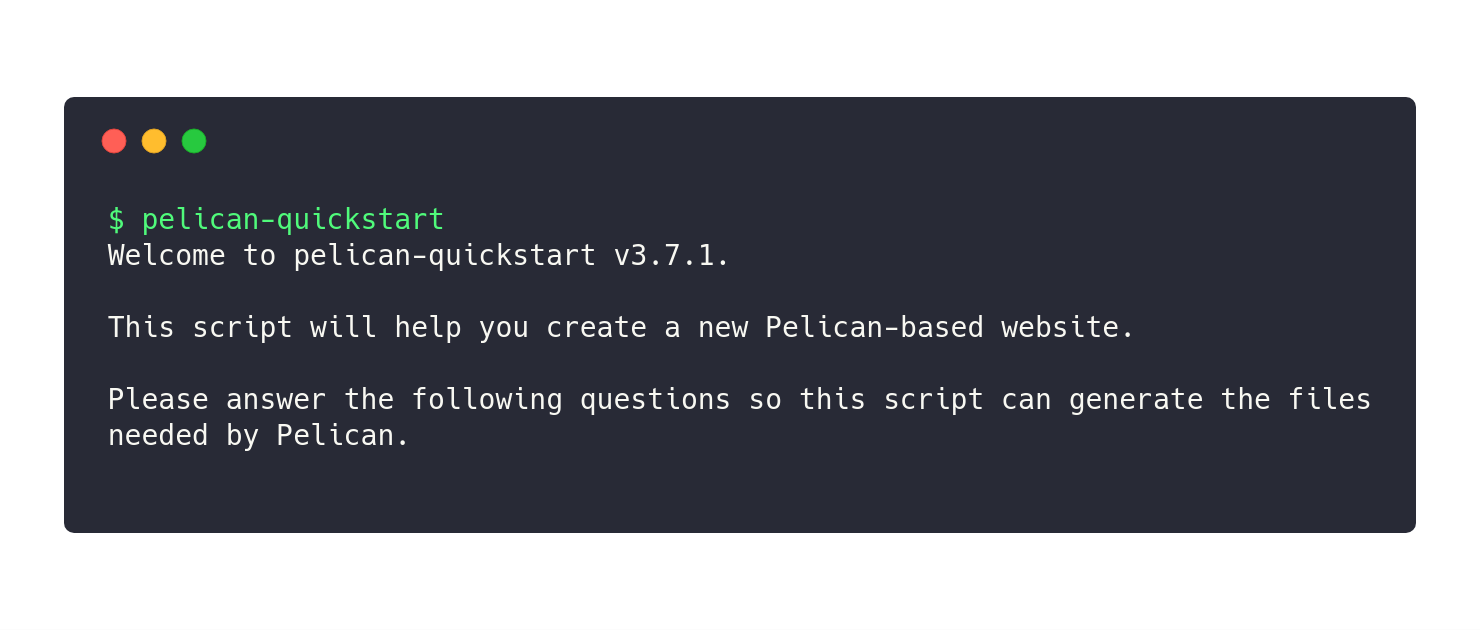 $ pelican-quickstart
Welcome to pelican-quickstart v3.7.1.
This script will help you create a new Pelican-based website.
Please answer the following questions so this script can generate the files
needed by Pelican.